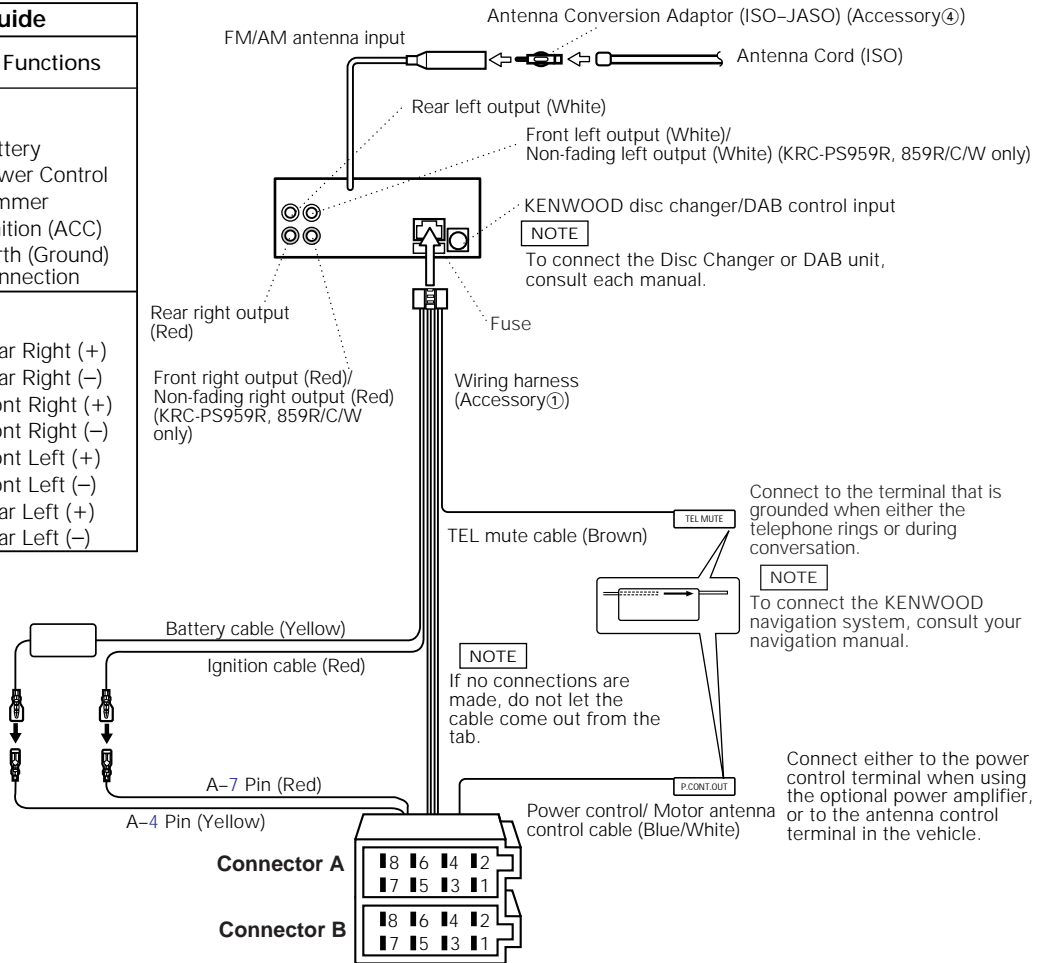 uide
Functions
ttery
wer Control
mmer
nition (ACC)
rth (Ground)
nnection
ar Right (+)
ar Right (–)
ont Right (+)
ont Right (–)
ont Left (+)
ont Left (–)
ar Left (+)
ar Left (–)
Antenna Conversion Adaptor (ISO–JASO) (Accessory④)
FM/AM antenna input
Antenna Cord (ISO)
Rear left output (White)
Front left output (White)/
Non-fading left output (White) (KRC-PS959R, 859R/C/W only)
KENWOOD disc changer/DAB control input
NOTE
To connect the Disc Changer or DAB unit,
consult each manual.
Rear right output
(Red)
Fuse
Front right output (Red)/
Non-fading right output (Red)
(KRC-PS959R, 859R/C/W
only)
Wiring harness
(Accessory①)
TEL MUTE
TEL mute cable (Brown)
Connect to the terminal that is
grounded when either the
telephone rings or during
conversation.
NOTE
To connect the KENWOOD
navigation system, consult your
navigation manual.
Battery cable (Yellow)
Ignition cable (Red)
NOTE
If no connections are
made, do not let the
cable come out from the
tab.
A–7 Pin (Red)
A–4 Pin (Yellow)
P.CONT.OUT
Power control/ Motor antenna
control cable (Blue/White)
Connect either to the power
control terminal when using
the optional power amplifier,
or to the antenna control
terminal in the vehicle.
Connector A
8 6 4 2
7 5 3 1
Connector B
8 6 4 2
7 5 3 1